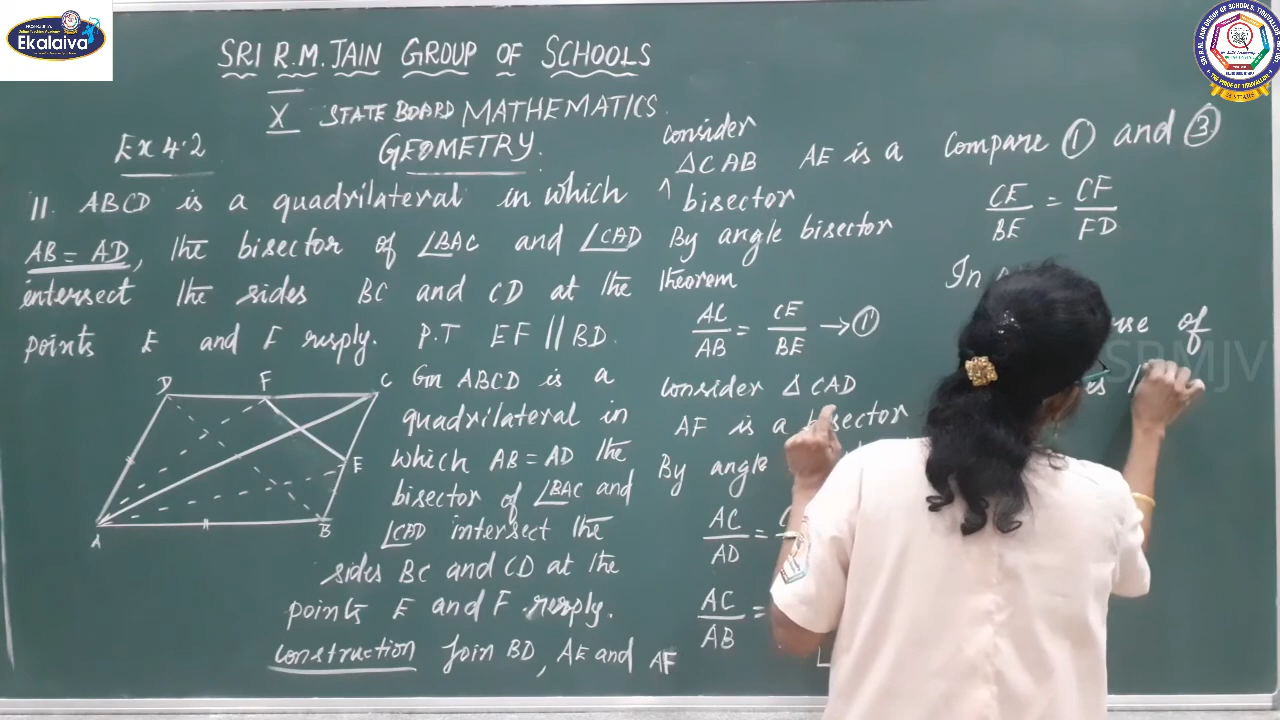 Ekalaiva
SRI R.M. JAIN GROUP OF SCHOOLS
X STATE BOARD MATHEMATICS
GEOMETRY.
Ex 4.2
11. ABCD is a quadrilateral in which
AB = AD, the bisector of ∠BAC and ∠CAD
intersect the sides BC and CD at the
points E and F resply. P.T EF // BD.
D F C
E
A B
Gn ABCD is a
quadrilateral in
which AB = AD the
bisector of ∠BAC and
∠CAD intersect the
sides BC and CD at the
points E and F resply.
construction Join BD, AE and AF
consider
ΔCAB AE is a
bisector
By angle bisector
theorem
AC/AB = CE/BE → ①
consider Δ CAD
AF is a bisector
By angle
AC/AD =
AC/AB =
Compare ① and ③
CE/BE = CF/FD
In
of
is
SRMJV